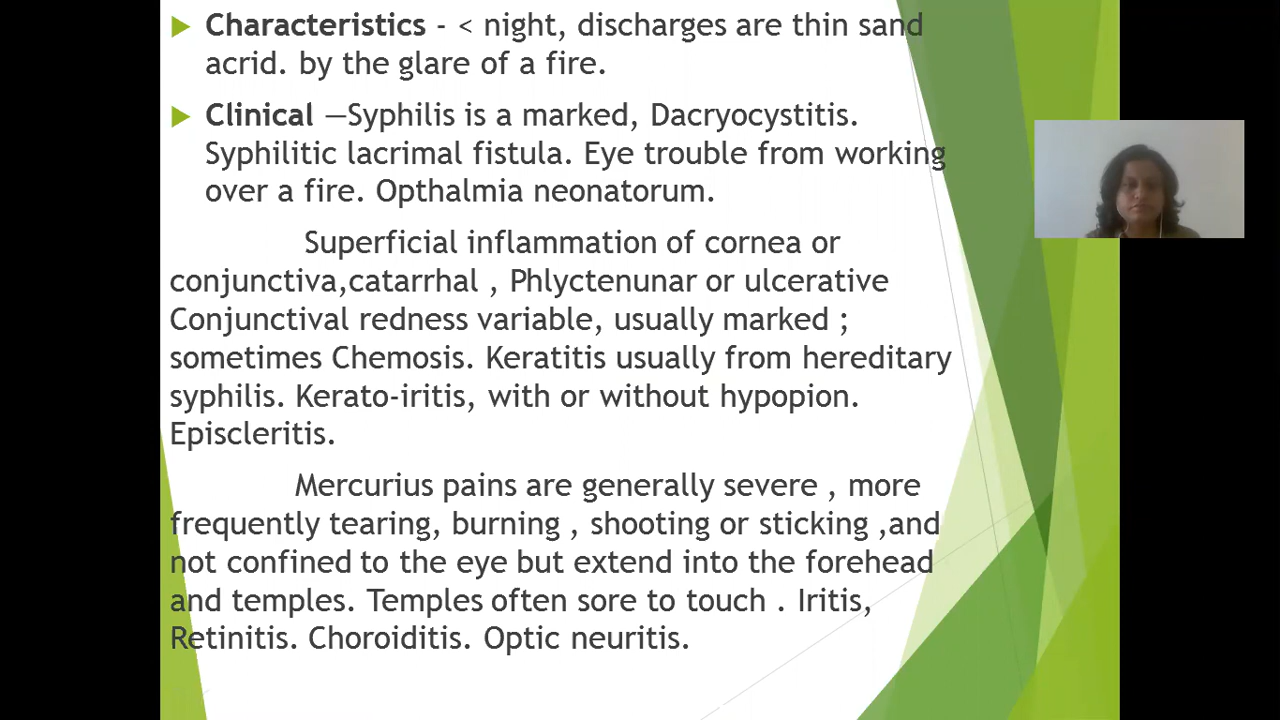 Characteristics - < night, discharges are thin sand
acrid. by the glare of a fire.
Clinical —Syphilis is a marked, Dacryocystitis.
Syphilitic lacrimal fistula. Eye trouble from working
over a fire. Opthalmia neonatorum.
Superficial inflammation of cornea or
conjunctiva,catarrhal , Phlyctenunar or ulcerative
Conjunctival redness variable, usually marked ;
sometimes Chemosis. Keratitis usually from hereditary
syphilis. Kerato-iritis, with or without hypopion.
Episcleritis.
Mercurius pains are generally severe , more
frequently tearing, burning , shooting or sticking ,and
not confined to the eye but extend into the forehead
and temples. Temples often sore to touch . Iritis,
Retinitis. Choroiditis. Optic neuritis.